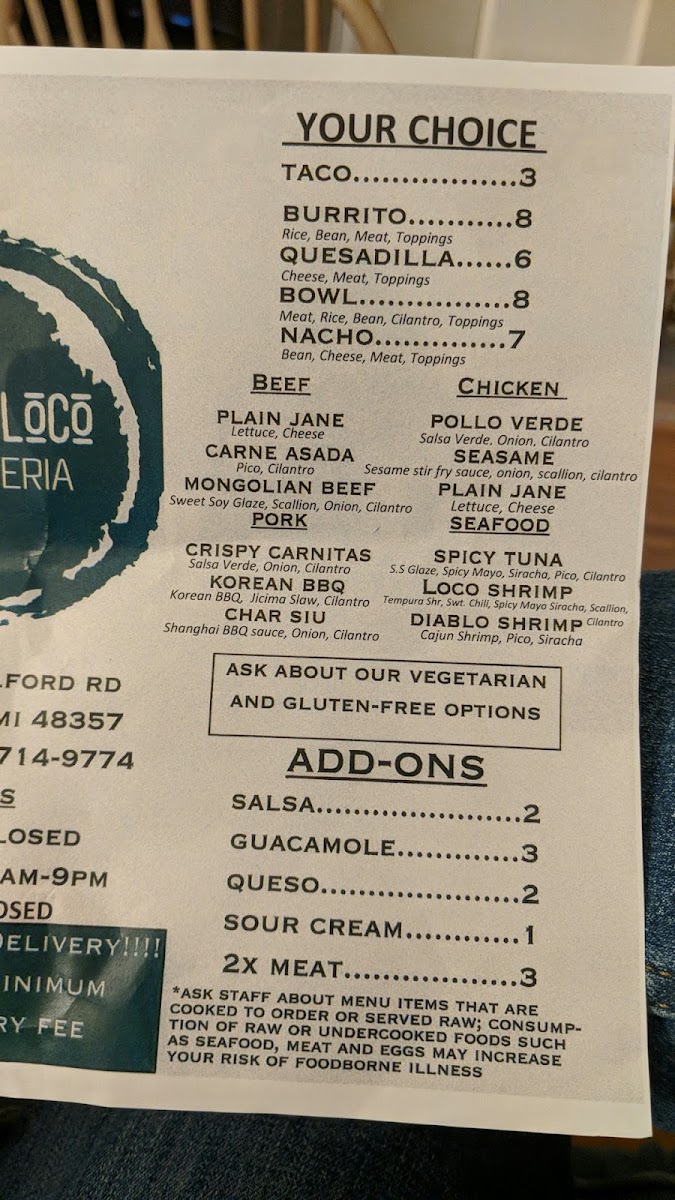 LŌCŌ
ERIA
LFORD RD
MI 48357
714-9774
S
LOSED
AM-9PM
OSED
DELIVERY!!!!
INIMUM
RY FEE
YOUR CHOICE
TACO.................3
BURRITO...........8
Rice, Bean, Meat, Toppings
QUESADILLA......6
Cheese, Meat, Toppings
BOWL................8
Meat, Rice, Bean, Cilantro, Toppings
NACHO..............7
Bean, Cheese, Meat, Toppings
BEEF
PLAIN JANE
Lettuce, Cheese
CARNE ASADA
Pico, Cilantro
MONGOLIAN BEEF
Sweet Soy Glaze, Scallion, Onion, Cilantro
PORK
CRISPY CARNITAS
Salsa Verde, Onion, Cilantro
KOREAN BBQ
Korean BBQ, Jicima Slaw, Cilantro
CHAR SIU
Shanghai BBQ sauce, Onion, Cilantro
CHICKEN
POLLO VERDE
Salsa Verde, Onion, Cilantro
SEASAME
Sesame stir fry sauce, onion, scallion, cilantro
PLAIN JANE
Lettuce, Cheese
SEAFOOD
SPICY TUNA
S.S Glaze, Spicy Mayo, Siracha, Pico, Cilantro
LOCO SHRIMP
Tempura Shr, Swt. Chill, Spicy Mayo Siracha, Scallion,
Cilantro
DIABLO SHRIMP
Cajun Shrimp, Pico, Siracha
ASK ABOUT OUR VEGETARIAN
AND GLUTEN-FREE OPTIONS
ADD-ONS
SALSA......................2
GUACAMOLE.............3
QUESO.....................2
SOUR CREAM............1
2X MEAT...................3
*ASK STAFF ABOUT MENU ITEMS THAT ARE
COOKED TO ORDER OR SERVED RAW; CONSUMP-
TION OF RAW OR UNDERCOOKED FOODS SUCH
AS SEAFOOD, MEAT AND EGGS MAY INCREASE
YOUR RISK OF FOODBORNE ILLNESS